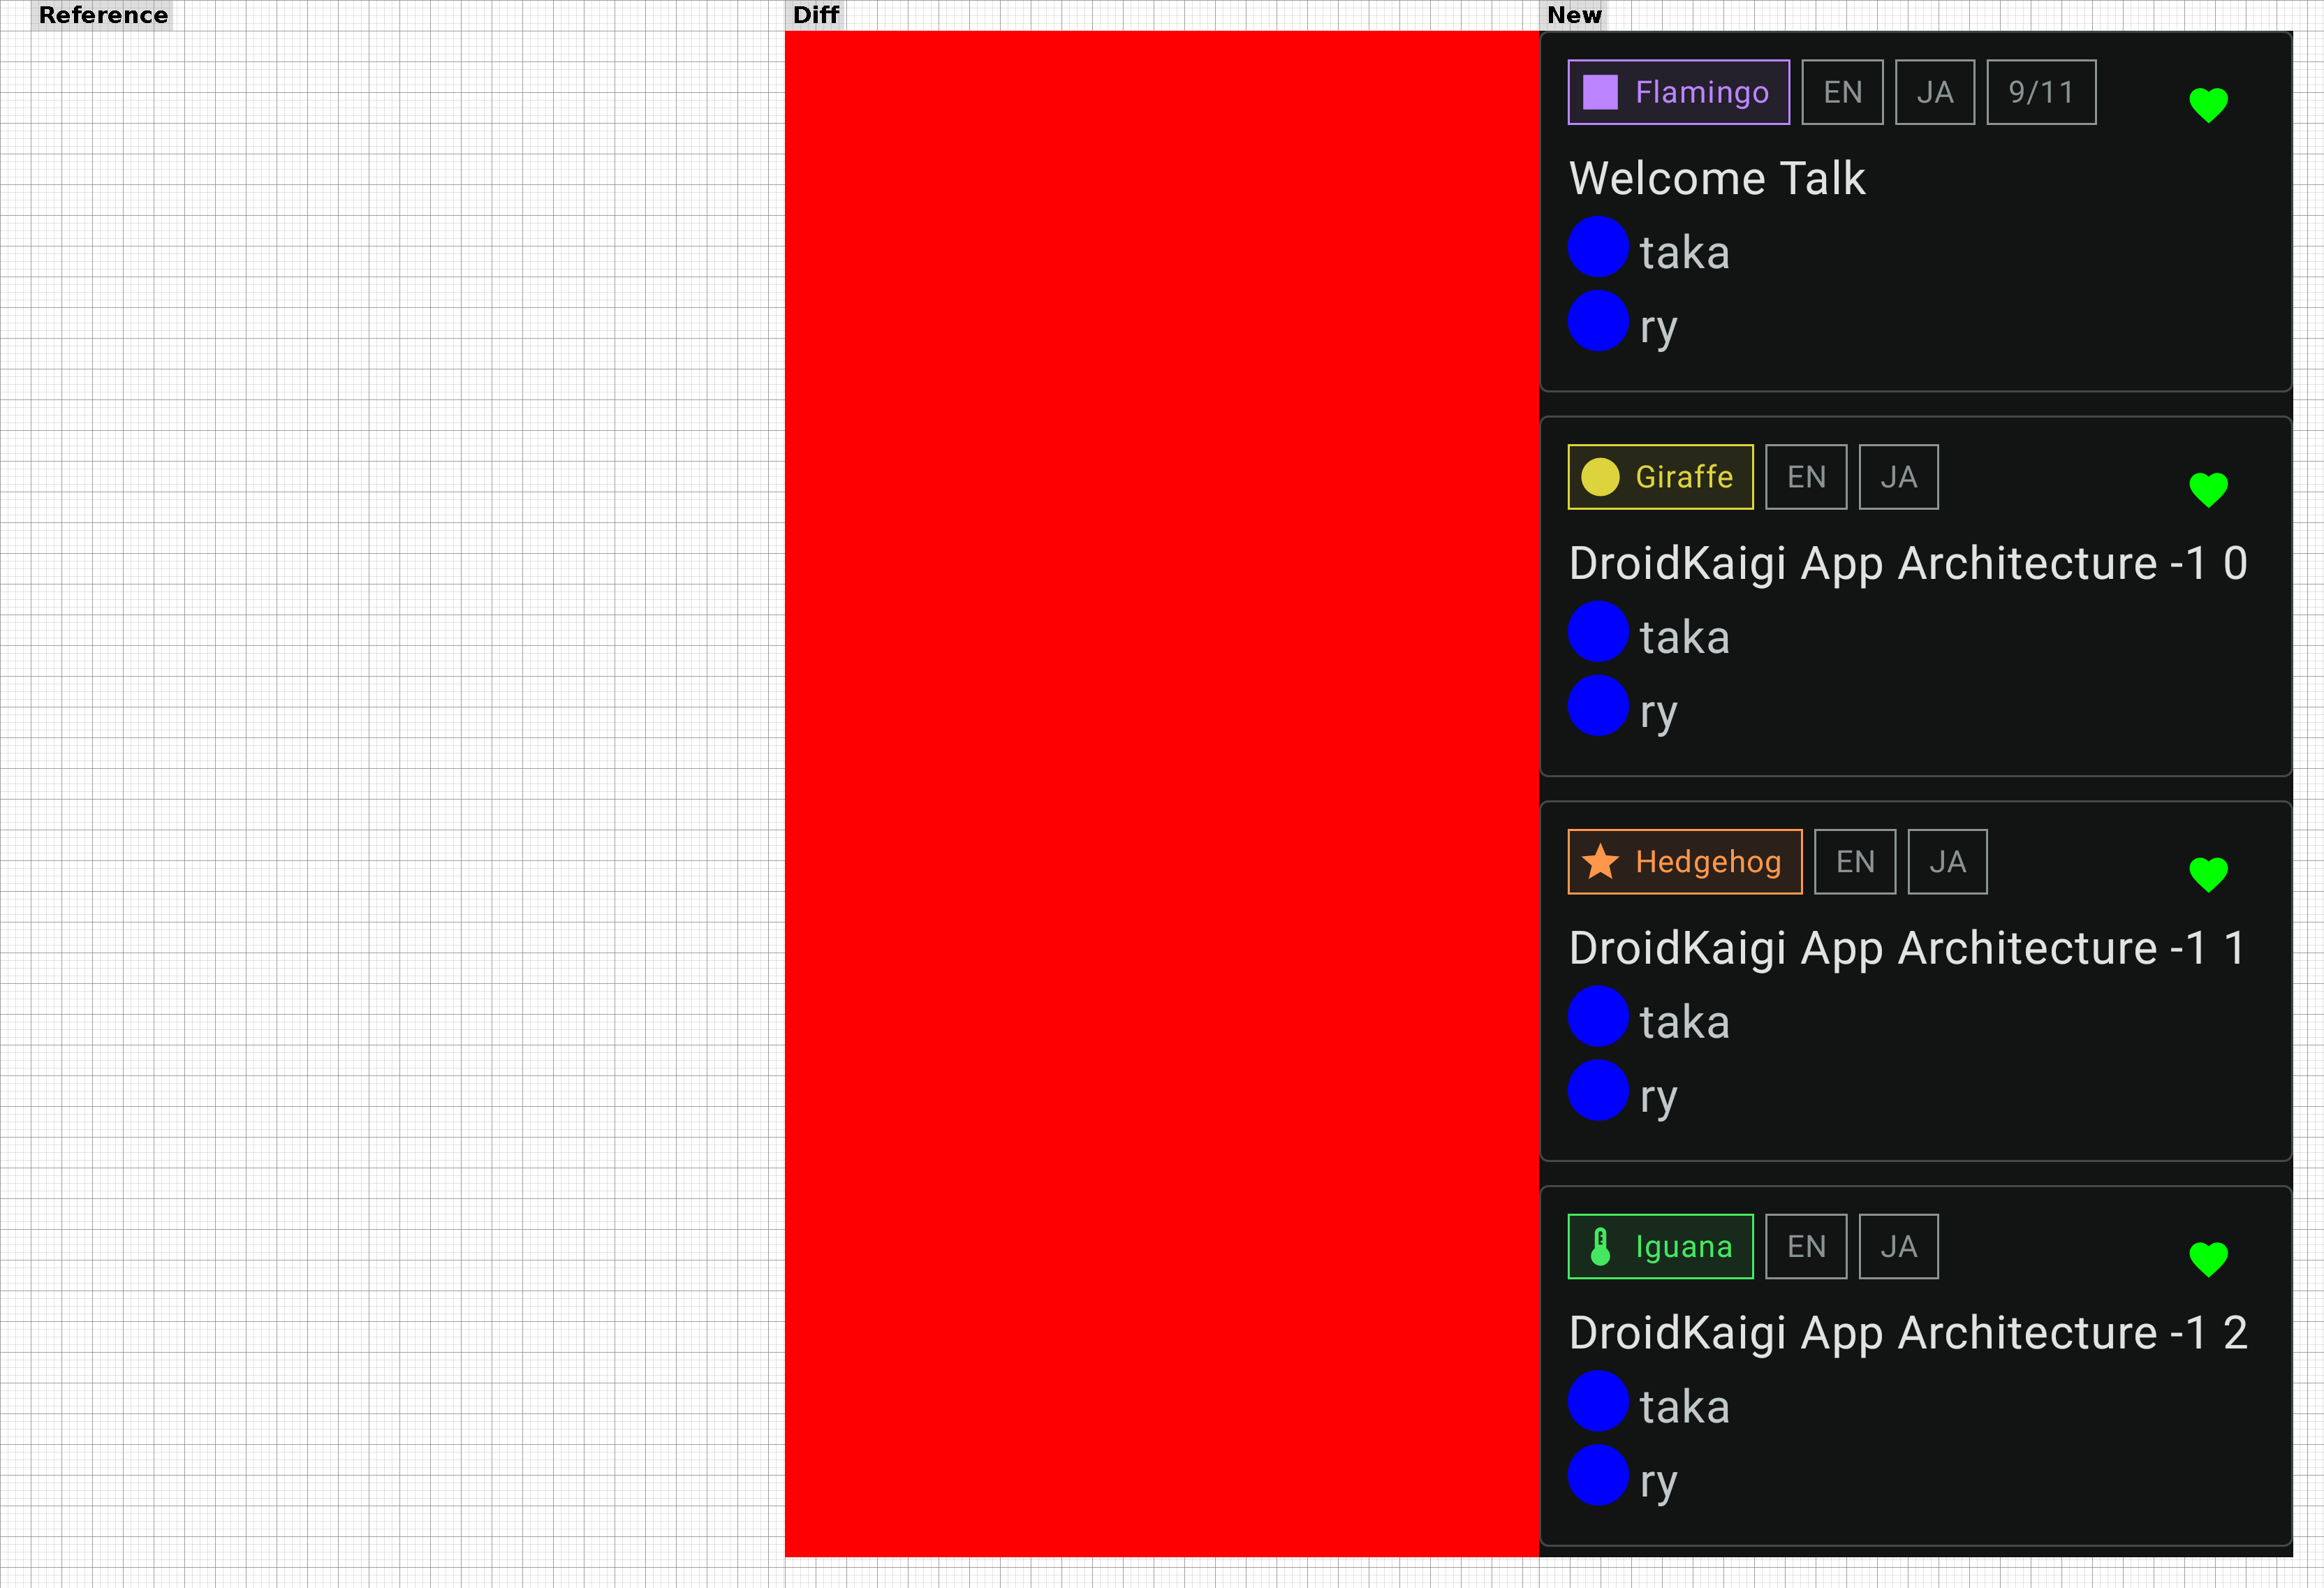 Reference Diff New
Flamingo EN JA 9/11
Welcome Talk
taka
ry
Giraffe EN JA
DroidKaigi App Architecture -1 0
taka
ry
Hedgehog EN JA
DroidKaigi App Architecture -1 1
taka
ry
Iguana EN JA
DroidKaigi App Architecture -1 2
taka
ry